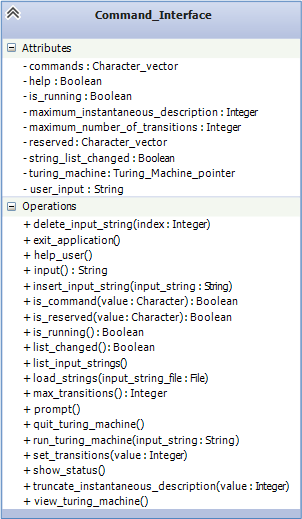 Command_Interface
Attributes
- commands : Character_vector
- help : Boolean
- is_running : Boolean
- maximum_instantaneous_description : Integer
- maximum_number_of_transitions : Integer
- reserved : Character_vector
- string_list_changed : Boolean
- turing_machine : Turing_Machine_pointer
- user_input : String
Operations
+ delete_input_string(index : Integer)
+ exit_application()
+ help_user()
+ input() : String
+ insert_input_string(input_string : String)
+ is_command(value : Character) : Boolean
+ is_reserved(value : Character) : Boolean
+ is_running() : Boolean
+ list_changed() : Boolean
+ list_input_strings()
+ load_strings(input_string_file : File)
+ max_transitions() : Integer
+ prompt()
+ quit_turing_machine()
+ run_turing_machine(input_string : String)
+ set_transitions(value : Integer)
+ show_status()
+ truncate_instantaneous_description(value : Integer)
+ view_turing_machine()